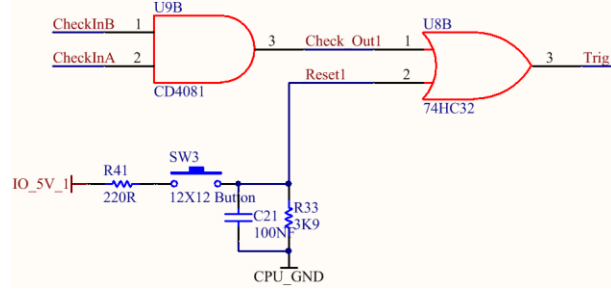 U9B
U8B
CheckInB
1
3
Check_Out1
1
CheckInA
2
3
Trig
Reset1
2
CD4081
74HC32
SW3
R41
IO_5V_1
220R
12X12 Button
C21
R33
100NF
3K9
CPU_GND